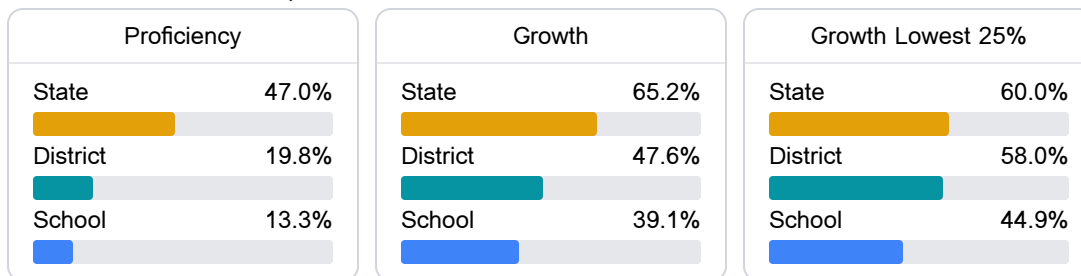 Proficiency
State 47.0%
District 19.8%
School 13.3%
Growth
State 65.2%
District 47.6%
School 39.1%
Growth Lowest 25%
State 60.0%
District 58.0%
School 44.9%